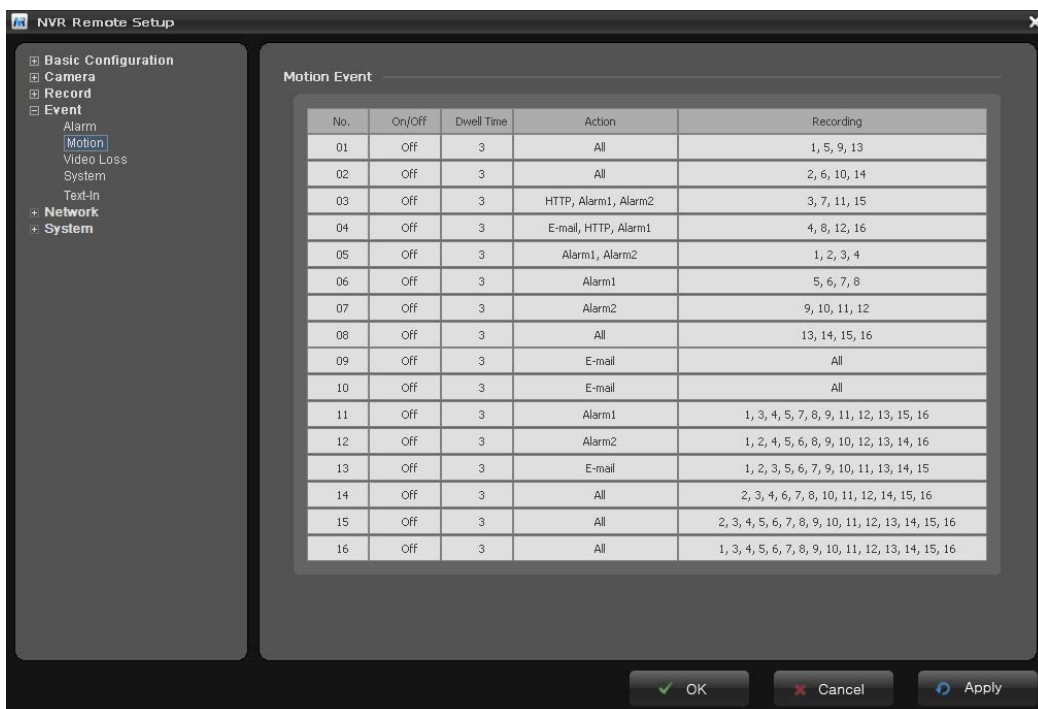 NVR Remote Setup
Basic Configuration
Camera
Record
Event
Alarm
Motion
Video Loss
System
Text-In
Network
System
Motion Event
No. On/Off Dwell Time Action Recording
01 Off 3 All 1, 5, 9, 13
02 Off 3 All 2, 6, 10, 14
03 Off 3 HTTP, Alarm1, Alarm2 3, 7, 11, 15
04 Off 3 E-mail, HTTP, Alarm1 4, 8, 12, 16
05 Off 3 Alarm1, Alarm2 1, 2, 3, 4
06 Off 3 Alarm1 5, 6, 7, 8
07 Off 3 Alarm2 9, 10, 11, 12
08 Off 3 All 13, 14, 15, 16
09 Off 3 E-mail All
10 Off 3 E-mail All
11 Off 3 Alarm1 1, 3, 4, 5, 7, 8, 9, 11, 12, 13, 15, 16
12 Off 3 Alarm2 1, 2, 4, 5, 6, 8, 9, 10, 12, 13, 14, 16
13 Off 3 E-mail 1, 2, 3, 5, 6, 7, 9, 10, 11, 13, 14, 15
14 Off 3 All 2, 3, 4, 6, 7, 8, 10, 11, 12, 14, 15, 16
15 Off 3 All 2, 3, 4, 5, 6, 7, 8, 9, 10, 11, 12, 13, 14, 15, 16
16 Off 3 All 1, 3, 4, 5, 6, 7, 8, 9, 10, 11, 12, 13, 14, 15, 16
OK Cancel Apply